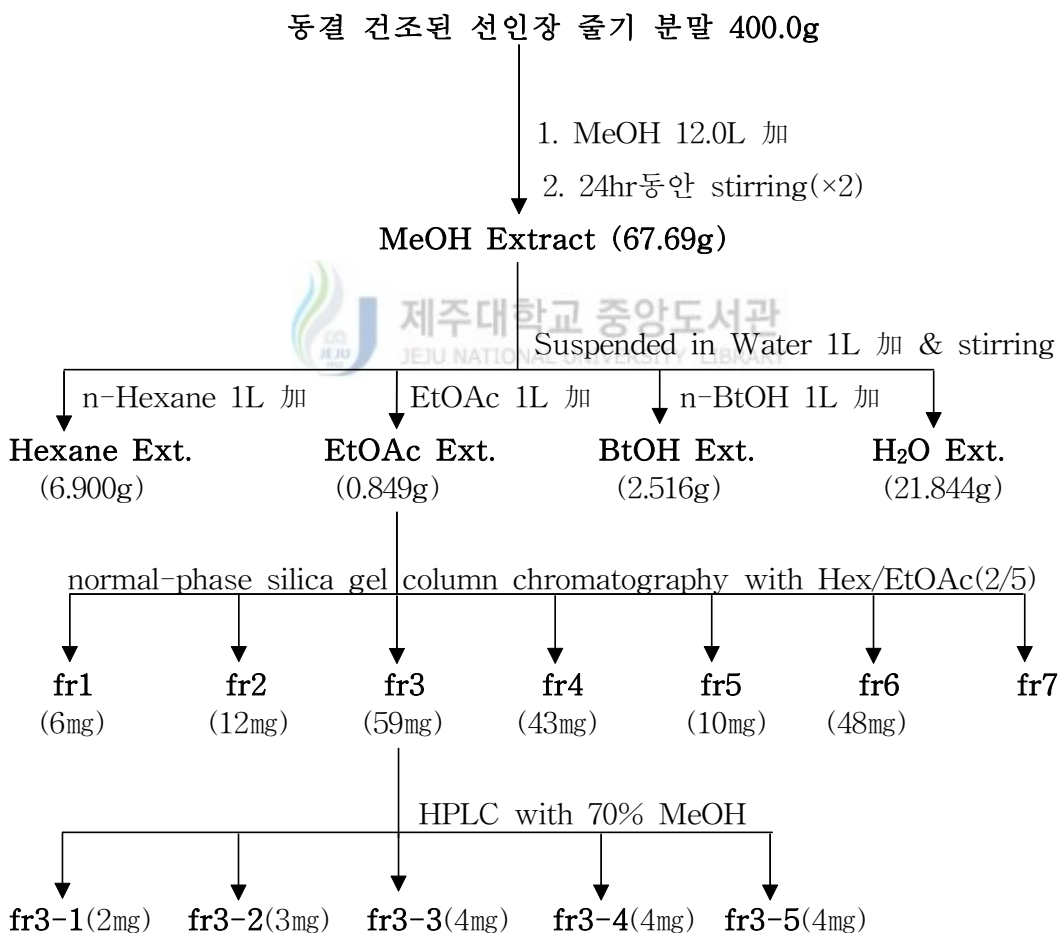 동결 건조된 선인장 줄기 분말 400.0g
1. MeOH 12.0L 加
2. 24hr동안 stirring(×2)
MeOH Extract (67.69g)
제주대학교 중앙도서관
JEJU NATIONAL UNIVERSITY LIBRARY
JEJU
Suspended in Water 1L 加 & stirring
n-Hexane 1L 加 EtOAc 1L 加 n-BtOH 1L 加
Hexane Ext. EtOAc Ext. BtOH Ext. H₂O Ext.
(6.900g) (0.849g) (2.516g) (21.844g)
normal-phase silica gel column chromatography with Hex/EtOAc(2/5)
fr1 fr2 fr3 fr4 fr5 fr6 fr7
(6㎎) (12㎎) (59㎎) (43㎎) (10㎎) (48㎎)
HPLC with 70% MeOH
fr3-1(2㎎) fr3-2(3㎎) fr3-3(4㎎) fr3-4(4㎎) fr3-5(4㎎)